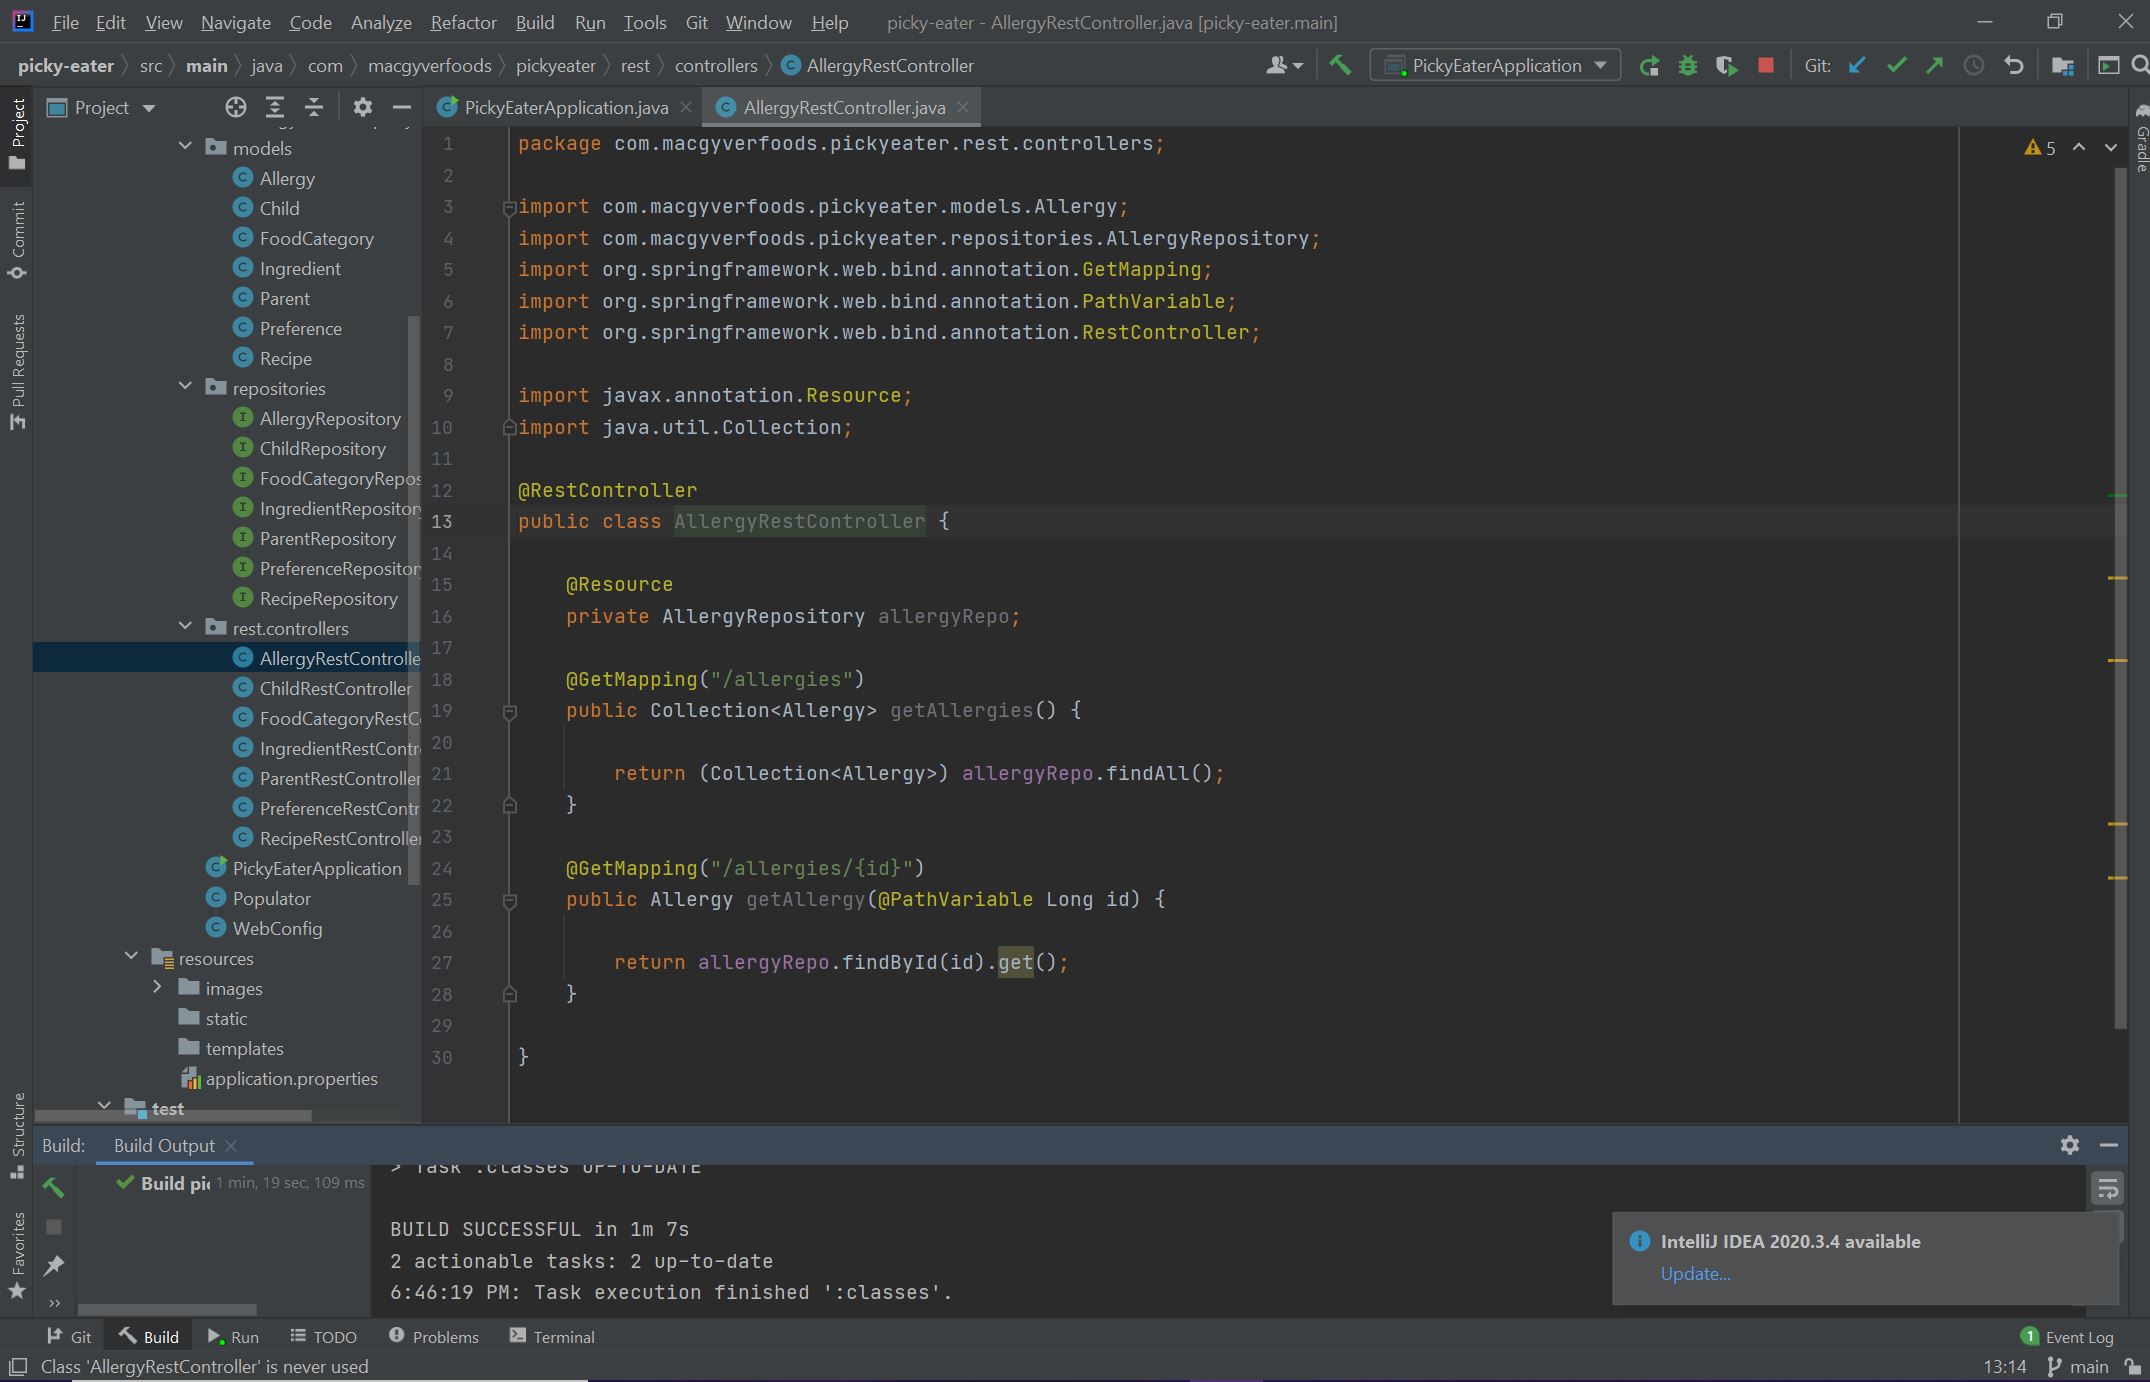 File Edit View Navigate Code Analyze Refactor Build Run Tools Git Window Help picky-eater - AllergyRestController.java [picky-eater.main]
picky-eater src main java com macgyverfoods pickyeater rest controllers AllergyRestController PickyEaterApplication Git:
Project
PickyEaterApplication.java AllergyRestController.java
Project
Commit
Pull Requests
Structure
Favorites
models
Allergy
Child
FoodCategory
Ingredient
Parent
Preference
Recipe
repositories
AllergyRepository
ChildRepository
FoodCategoryRepos
IngredientRepository
ParentRepository
PreferenceRepositor
RecipeRepository
rest.controllers
AllergyRestControlle
ChildRestController
FoodCategoryRestC
IngredientRestContr
ParentRestController
PreferenceRestContr
RecipeRestController
PickyEaterApplication
Populator
WebConfig
resources
images
static
templates
application.properties
test
1 package com.macgyverfoods.pickyeater.rest.controllers;
2
3 import com.macgyverfoods.pickyeater.models.Allergy;
4 import com.macgyverfoods.pickyeater.repositories.AllergyRepository;
5 import org.springframework.web.bind.annotation.GetMapping;
6 import org.springframework.web.bind.annotation.PathVariable;
7 import org.springframework.web.bind.annotation.RestController;
8
9 import javax.annotation.Resource;
10 import java.util.Collection;
11
12 @RestController
13 public class AllergyRestController {
14
15 @Resource
16 private AllergyRepository allergyRepo;
17
18 @GetMapping("/allergies")
19 public Collection<Allergy> getAllergies() {
20
21 return (Collection<Allergy>) allergyRepo.findAll();
22 }
23
24 @GetMapping("/allergies/{id}")
25 public Allergy getAllergy(@PathVariable Long id) {
26
27 return allergyRepo.findById(id).get();
28 }
29
30 }
5
Gradle
Build: Build Output
Build pic 1 min, 19 sec, 109 ms
> Task :classes UP-TO-DATE
BUILD SUCCESSFUL in 1m 7s
2 actionable tasks: 2 up-to-date
6:46:19 PM: Task execution finished ':classes'.
IntelliJ IDEA 2020.3.4 available
Update...
Git Build Run TODO Problems Terminal 1 Event Log
Class 'AllergyRestController' is never used 13:14 main